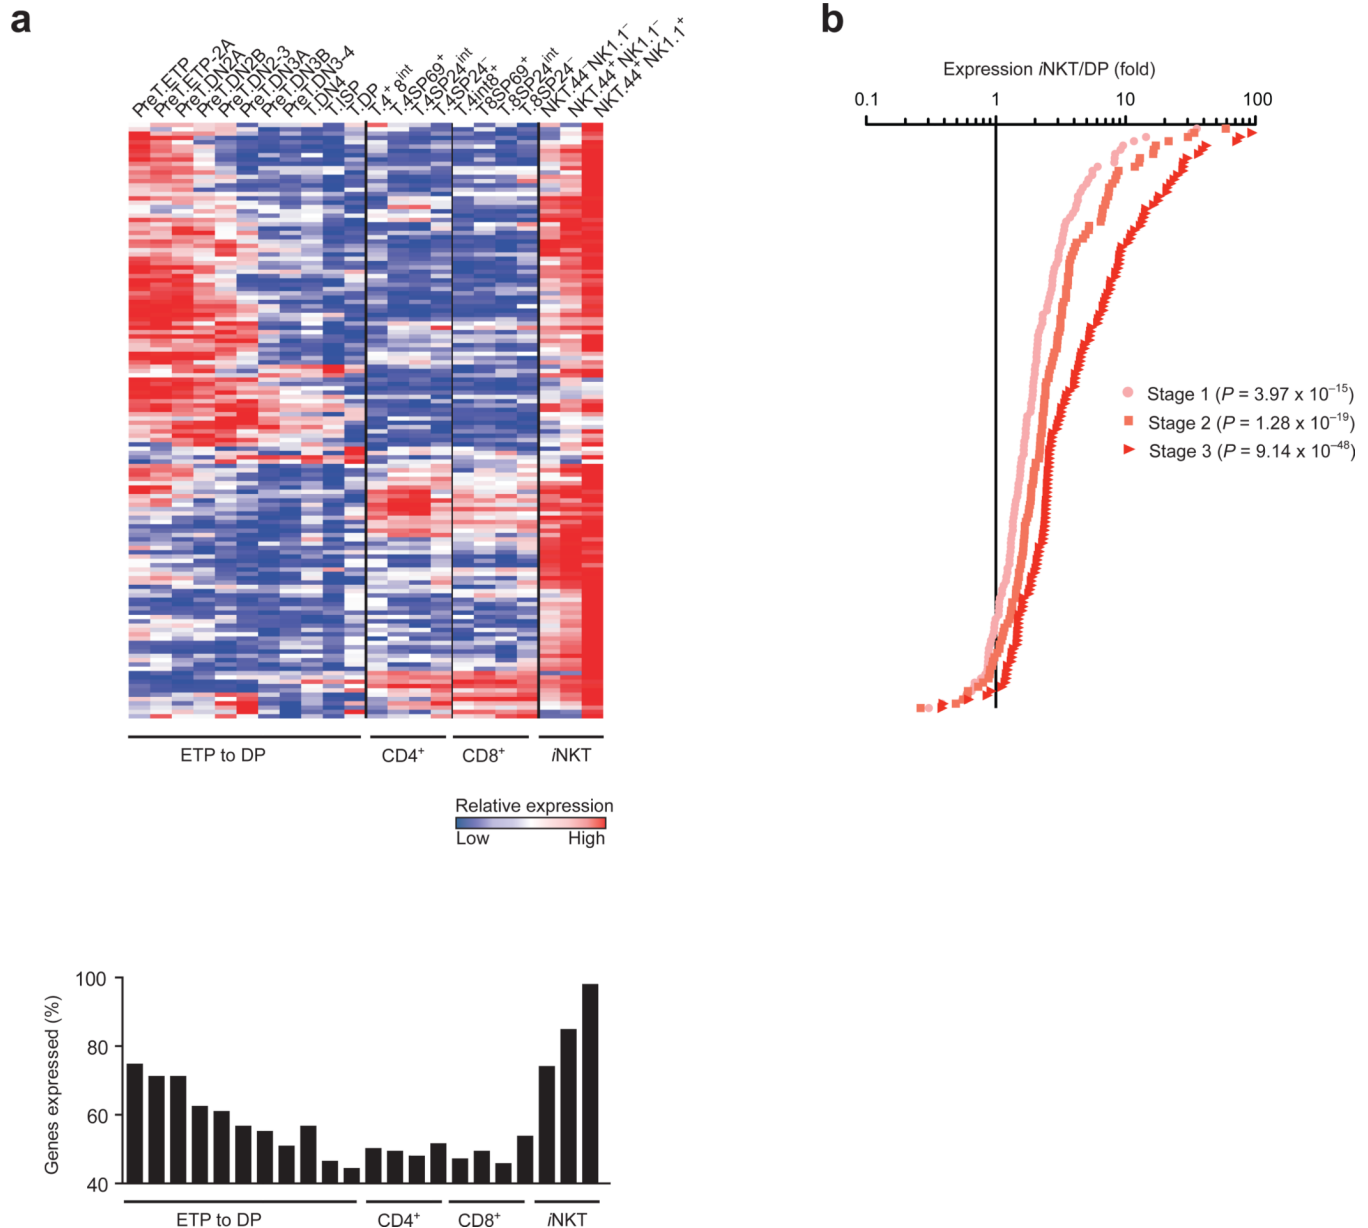 a
b
PreT.ETP
PreT.ETP-2A
PreT.DN2A
PreT.DN2B
PreT.DN2-3
PreT.DN3A
PreT.DN3B
PreT.DN3-4
T.DN4
T.ISP
T.DP
T.4⁺8ⁱⁿᵗ
T.4SP69⁺
T.4SP24ⁱⁿᵗ
T.4SP24⁻
T.4int8⁺
T8SP69⁺
T.8SP24ⁱⁿᵗ
T.8SP24⁻
NKT.44⁻NK1.1⁻
NKT.44⁺NK1.1⁻
NKT.44⁺NK1.1⁺
ETP to DP
CD4⁺
CD8⁺
iNKT
Relative expression
Low High
Expression iNKT/DP (fold)
0.1 1 10 100
Stage 1 (P = 3.97 x 10⁻¹⁵)
Stage 2 (P = 1.28 x 10⁻¹⁹)
Stage 3 (P = 9.14 x 10⁻⁴⁸)
Genes expressed (%)
100
80
60
40
ETP to DP
CD4⁺
CD8⁺
iNKT